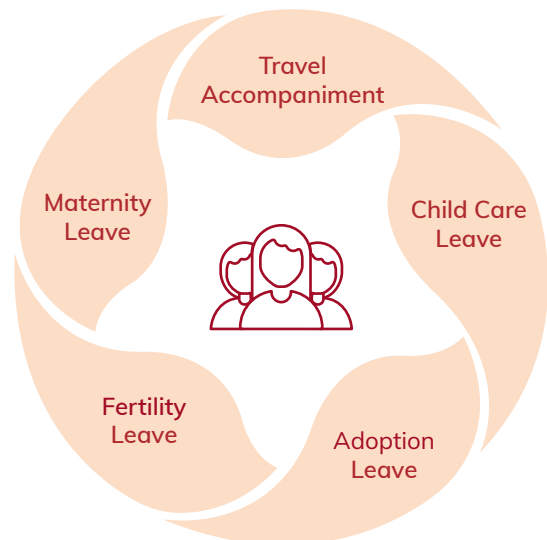 Travel
Accompaniment
Child Care
Leave
Adoption
Leave
Fertility
Leave
Maternity
Leave